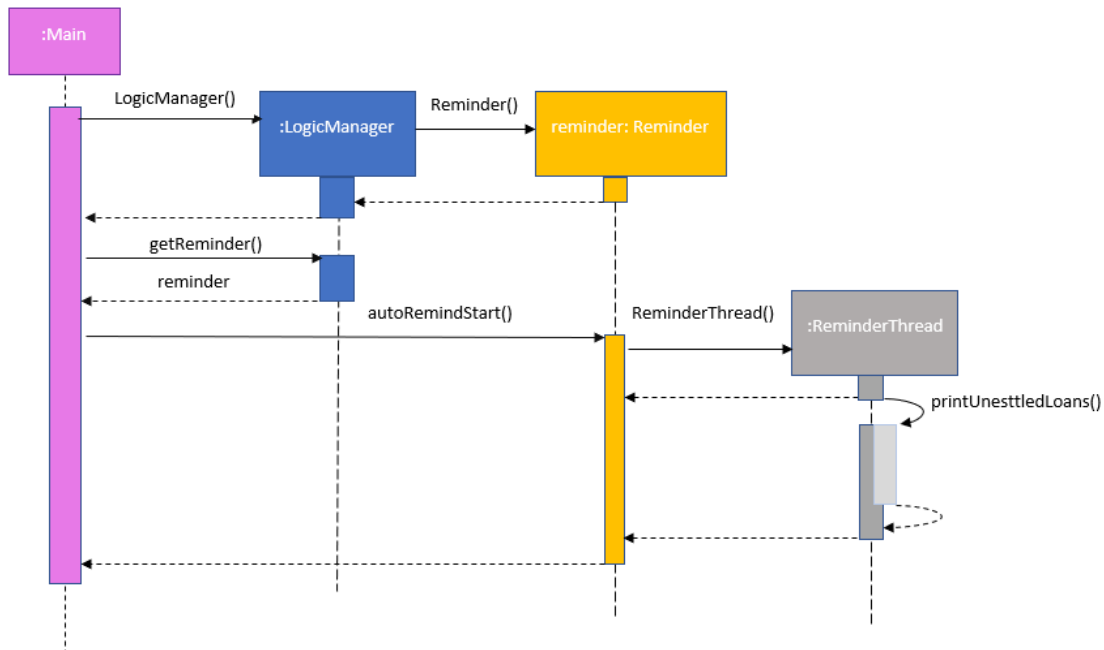 :Main
LogicManager()
:LogicManager
Reminder()
reminder: Reminder
getReminder()
reminder
autoRemindStart()
ReminderThread()
:ReminderThread
printUnesttledLoans()